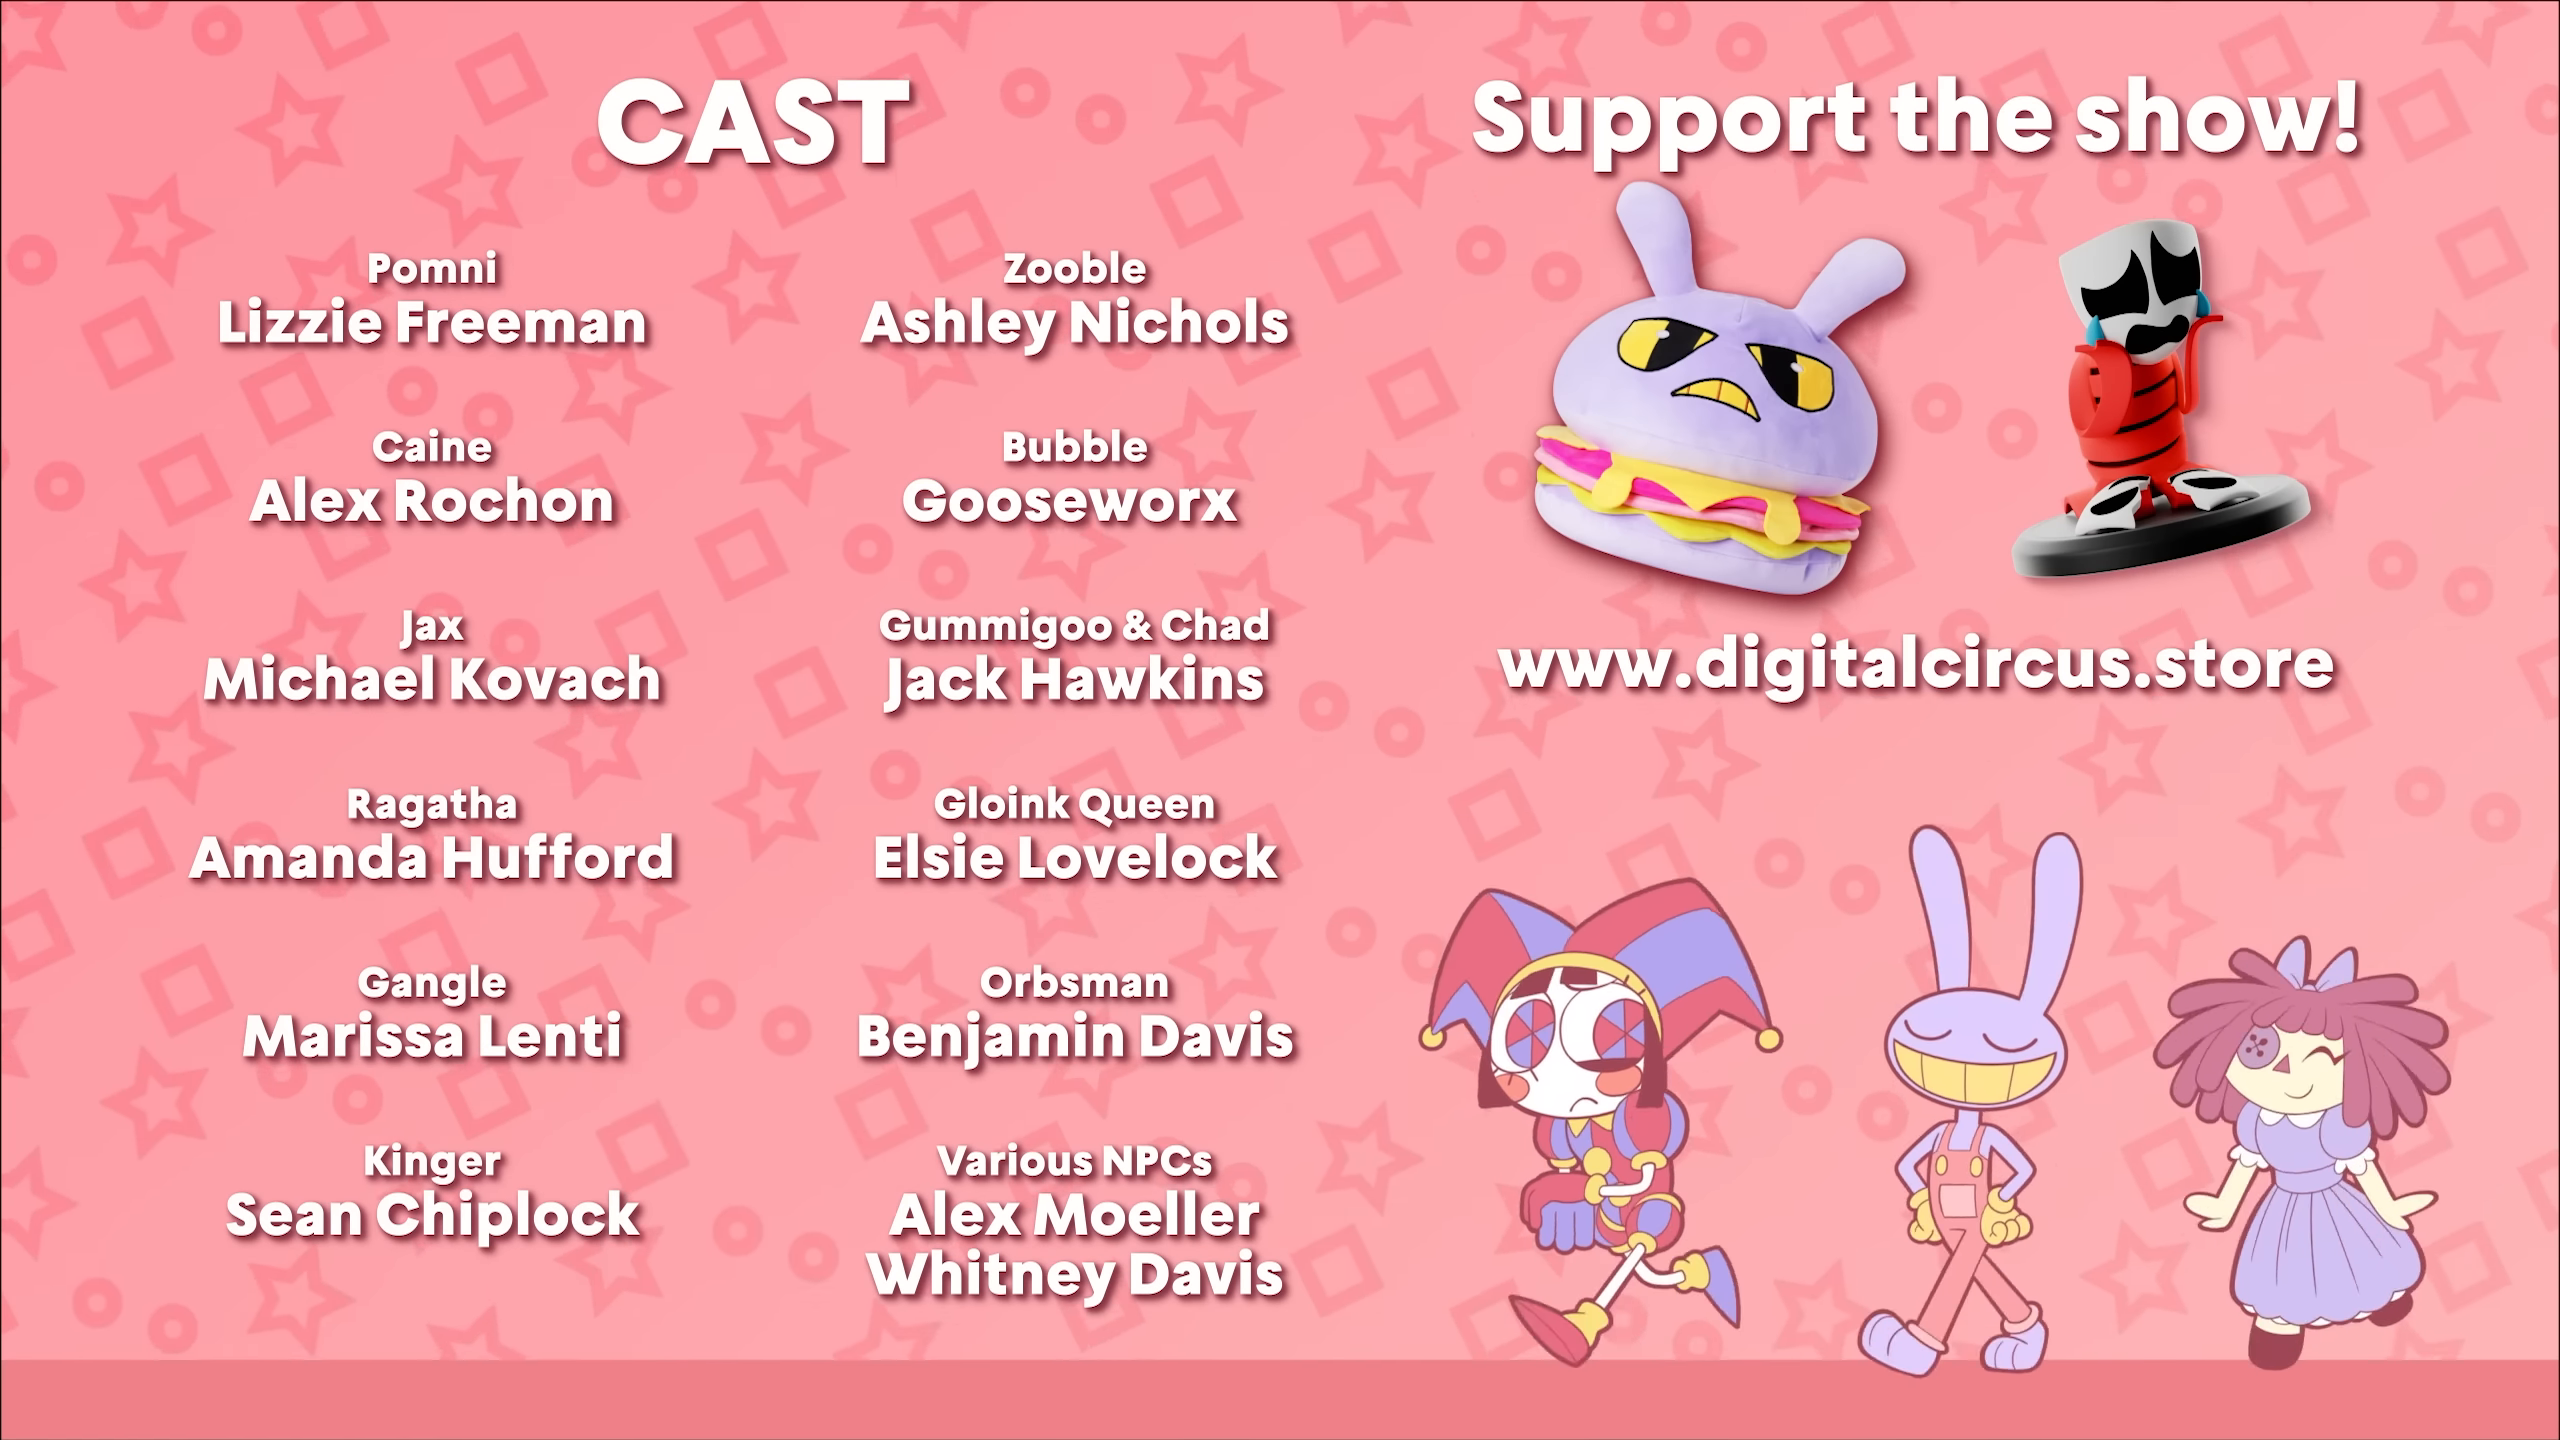 CAST
Pomni
Lizzie Freeman
Caine
Alex Rochon
Jax
Michael Kovach
Ragatha
Amanda Hufford
Gangle
Marissa Lenti
Kinger
Sean Chiplock
Zooble
Ashley Nichols
Bubble
Gooseworx
Gummigoo & Chad
Jack Hawkins
Gloink Queen
Elsie Lovelock
Orbsman
Benjamin Davis
Various NPCs
Alex Moeller
Whitney Davis
Support the show!
www.digitalcircus.store